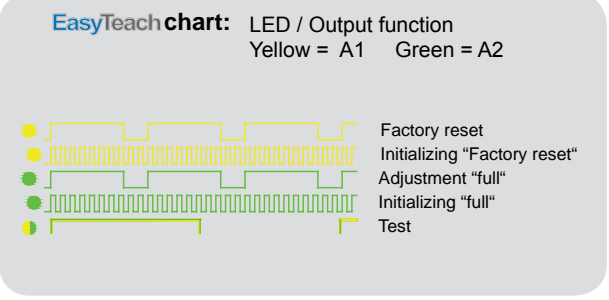 EasyTeach chart: LED / Output function
Yellow = A1 Green = A2
Factory reset
Initializing “Factory reset“
Adjustment “full“
Initializing “full“
Test